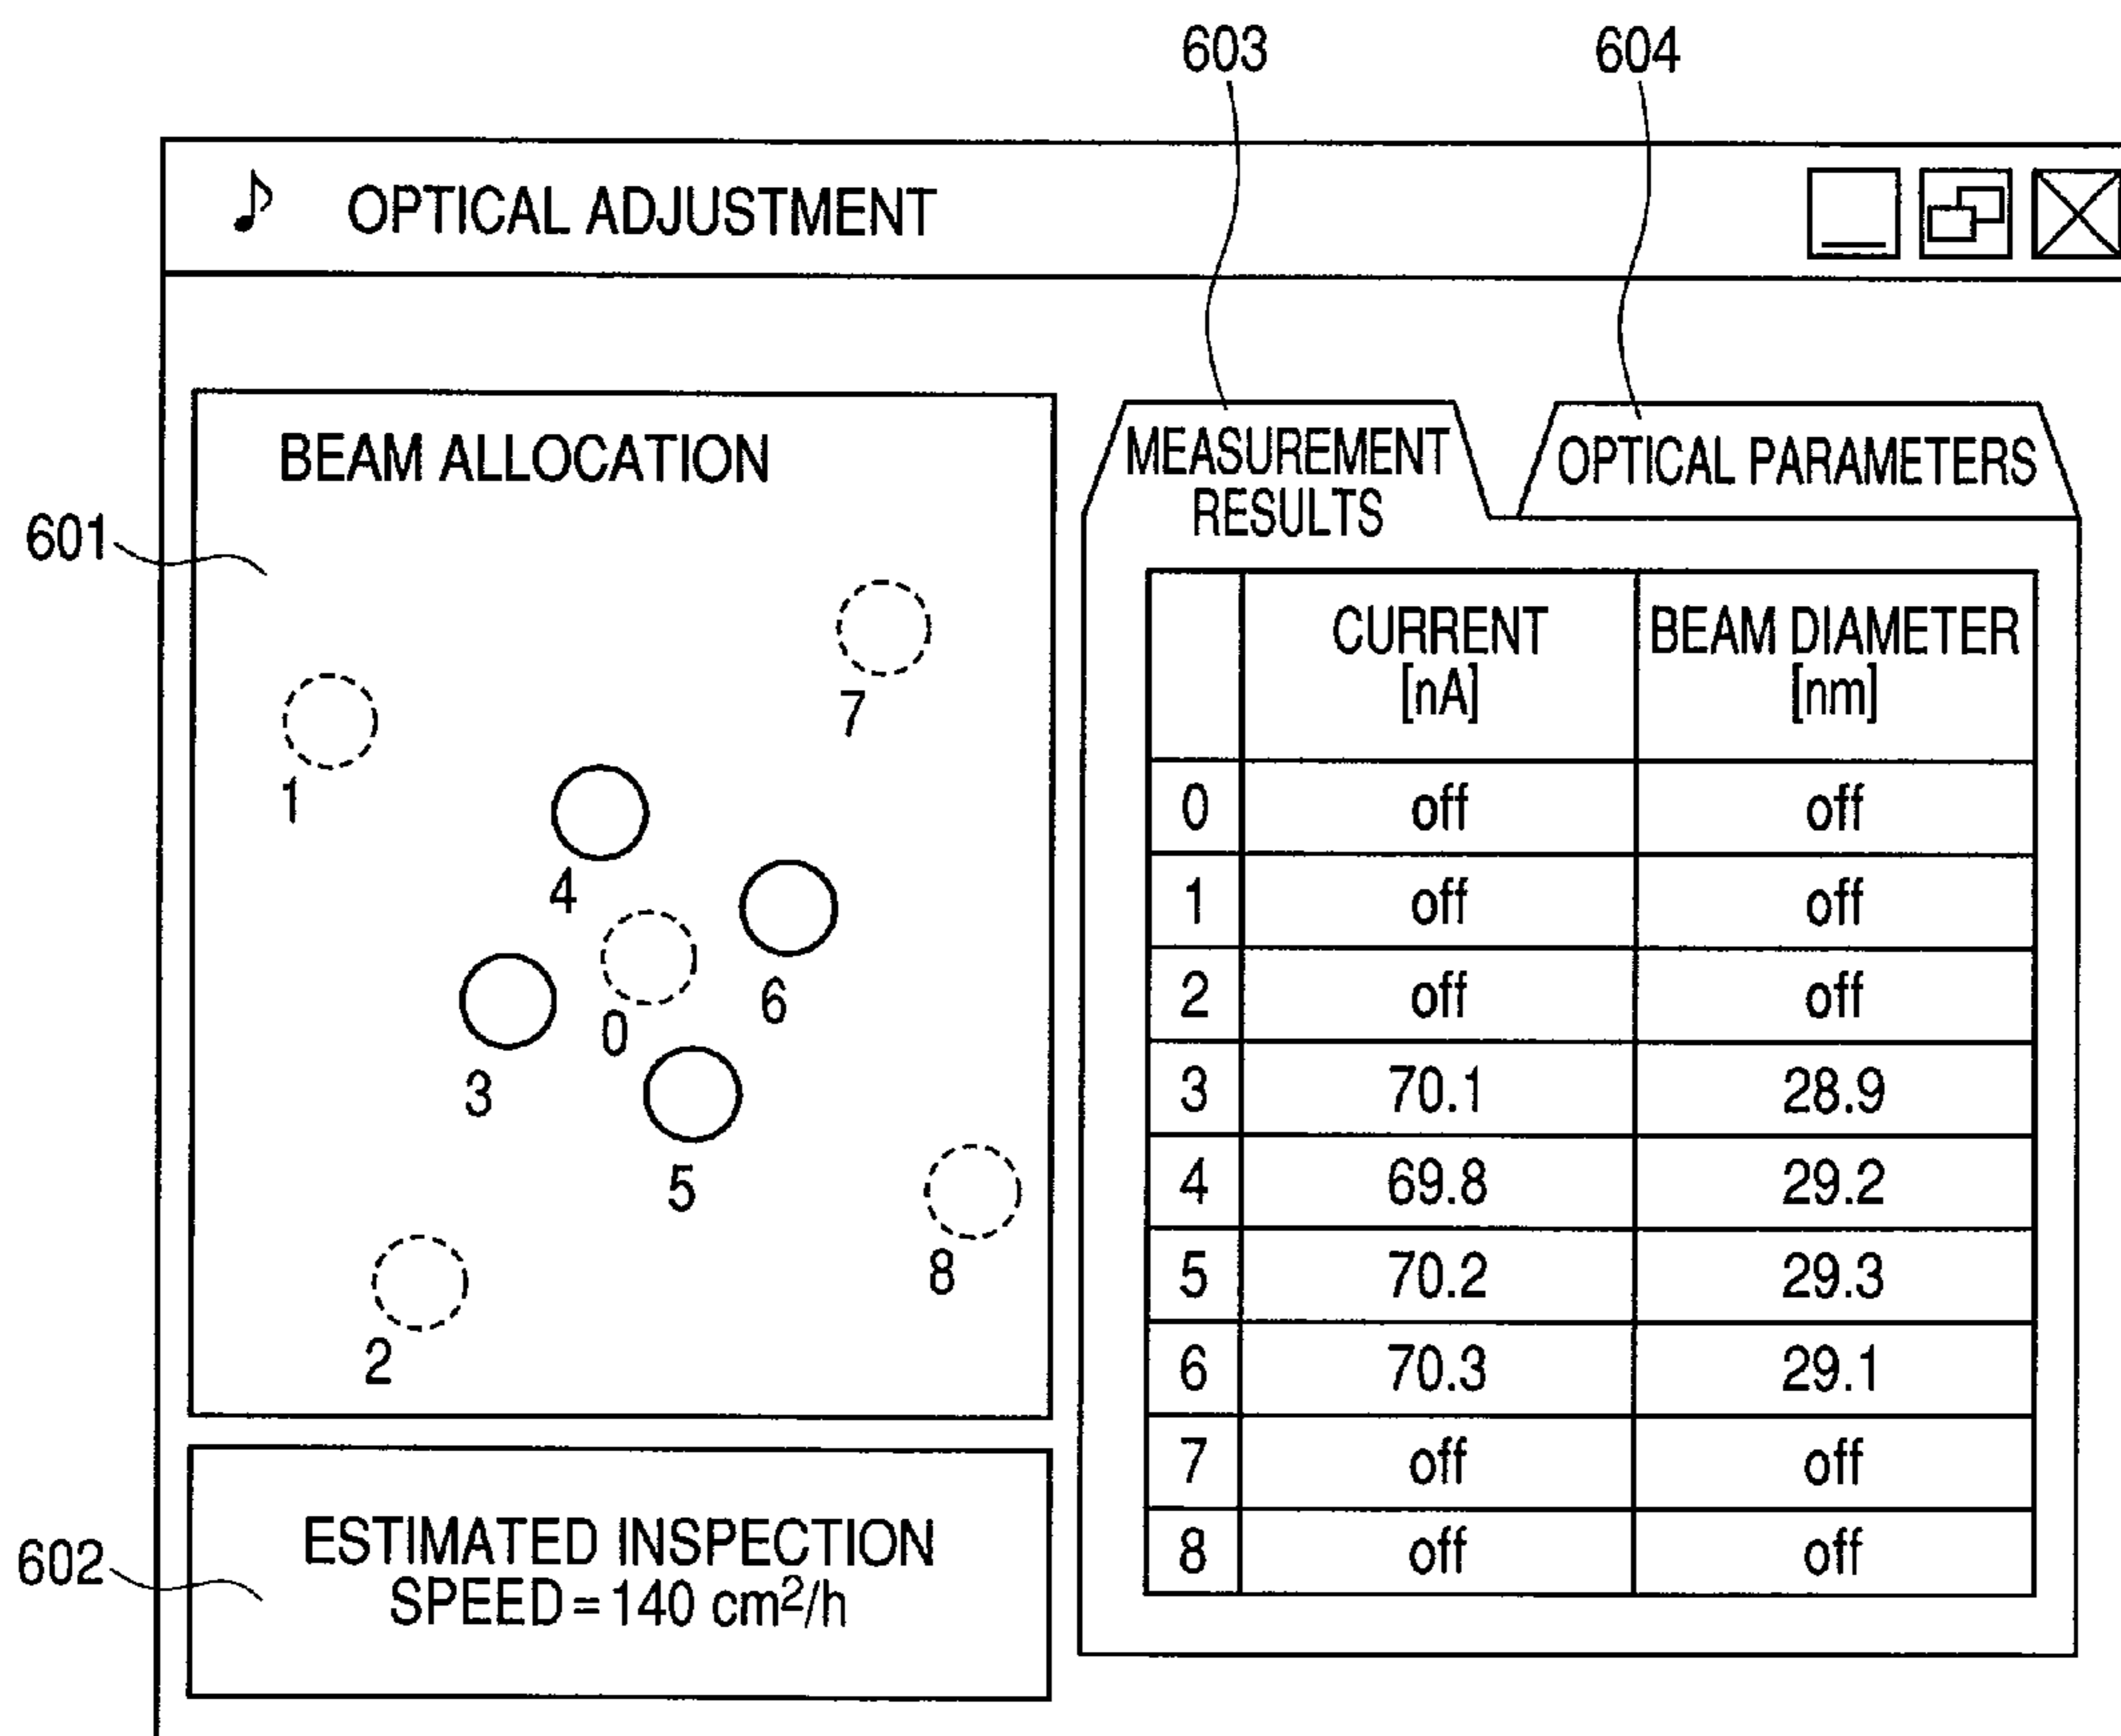 603
604
OPTICAL ADJUSTMENT
BEAM ALLOCATION
601
7
1
4
6
0
3
5
8
2
602
ESTIMATED INSPECTION
SPEED = 140 cm²/h
MEASUREMENT
RESULTS
OPTICAL PARAMETERS
CURRENT BEAM DIAMETER
[nA] [nm]
0 off off
1 off off
2 off off
3 70.1 28.9
4 69.8 29.2
5 70.2 29.3
6 70.3 29.1
7 off off
8 off off